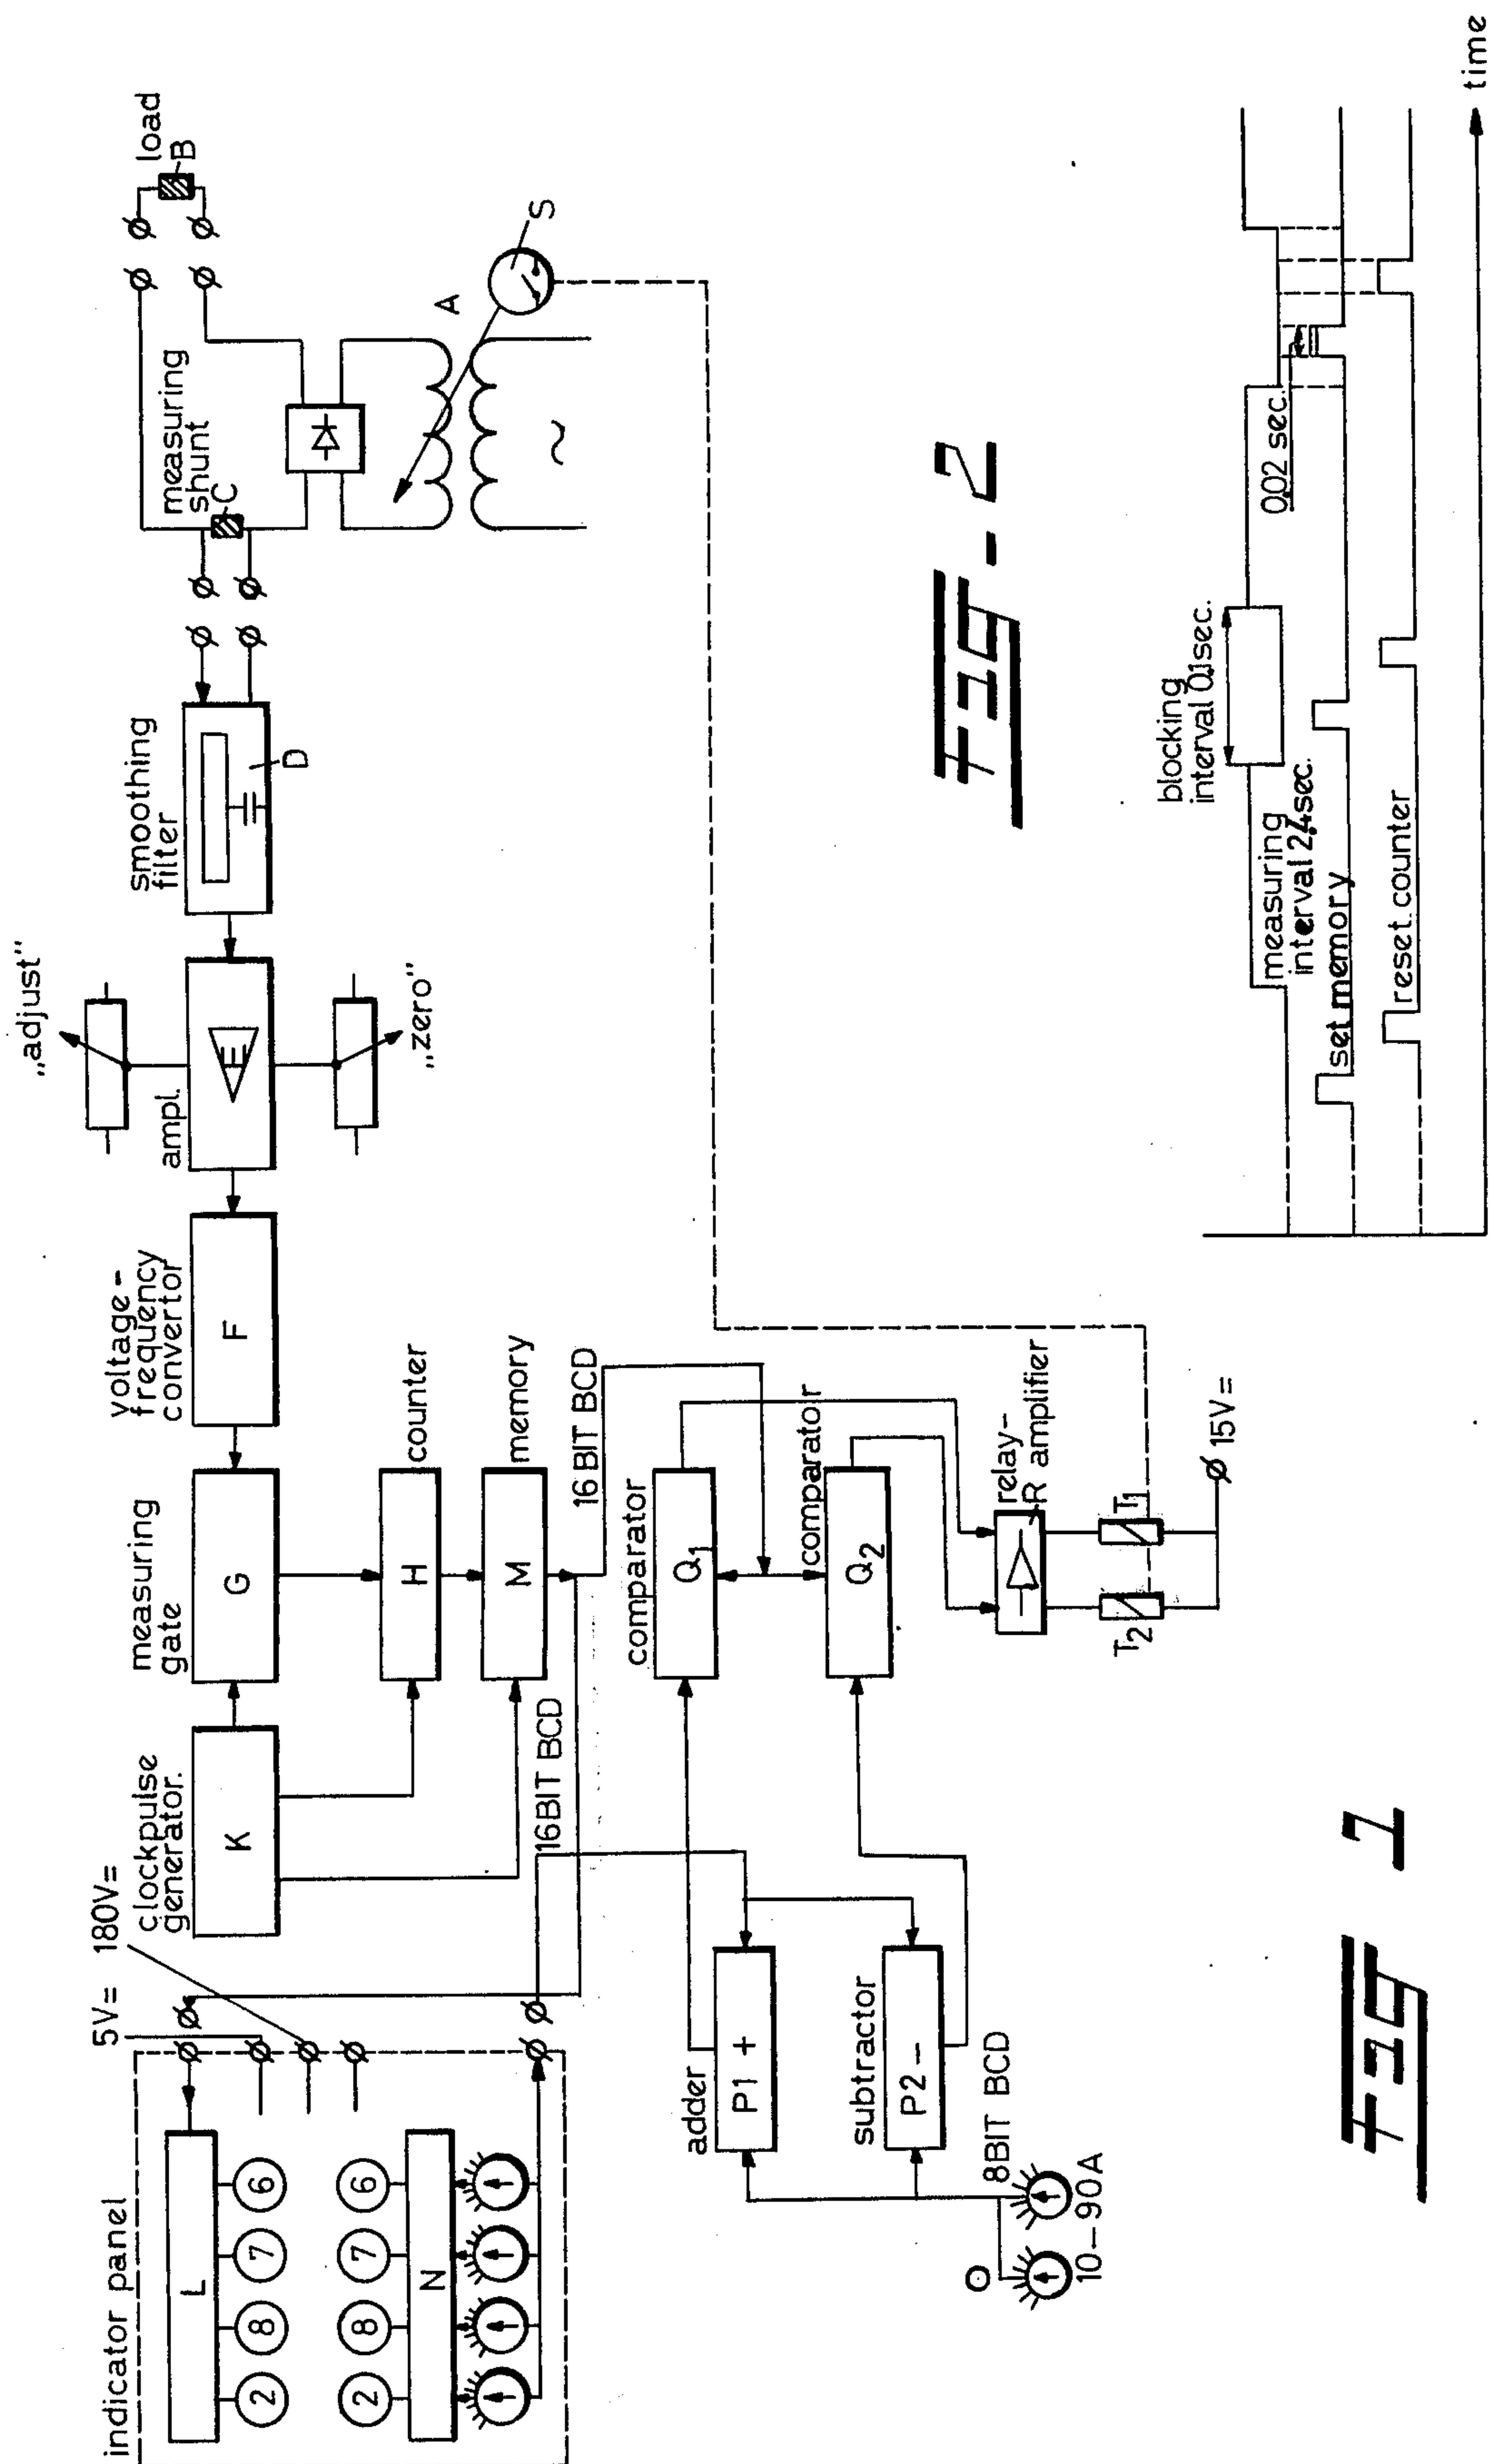 indicator panel
L
2
8
7
6
2
8
7
6
N
5V=
180V=
clockpulse
generator.
K
measuring
gate
G
voltage-
frequency
convertor
F
„adjust"
ampl.
E
„zero"
smoothing
filter
D
measuring
shunt
C
load
B
A
S
~
counter
H
memory
M
16BIT BCD
16 BIT BCD
adder
P1 +
subtractor
P2 −
8BIT BCD
O
10−90A
comparator
Q1
comparator
Q2
relay-
R amplifier
T1
T2
15V=
FIG 1
FIG-2
blocking
interval 0.1sec.
measuring
interval 2.4sec.
set memory
reset counter
0.02 sec.
time